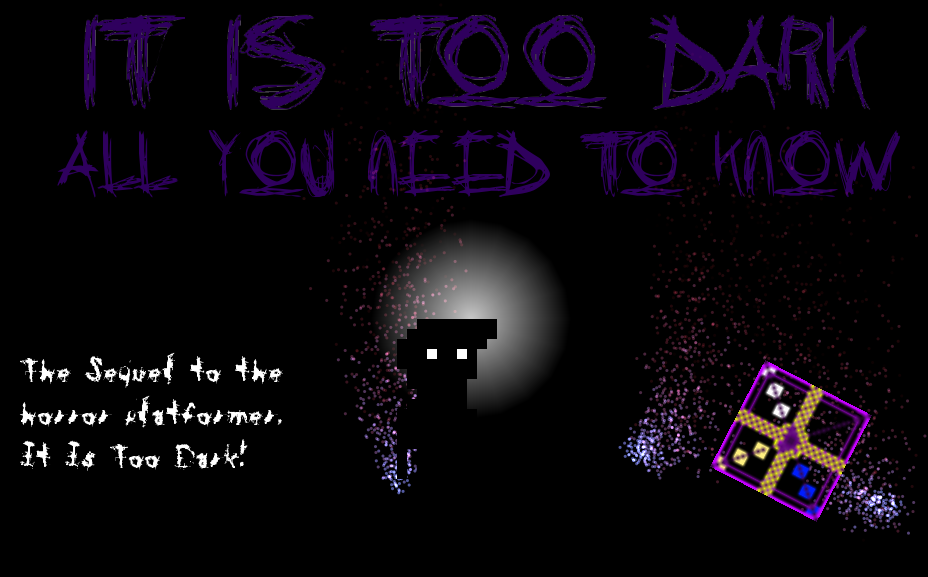 IT IS TOO DARK
ALL YOU NEED TO KNOW
The Sequel to the
horror platformer,
It Is Too Dark!